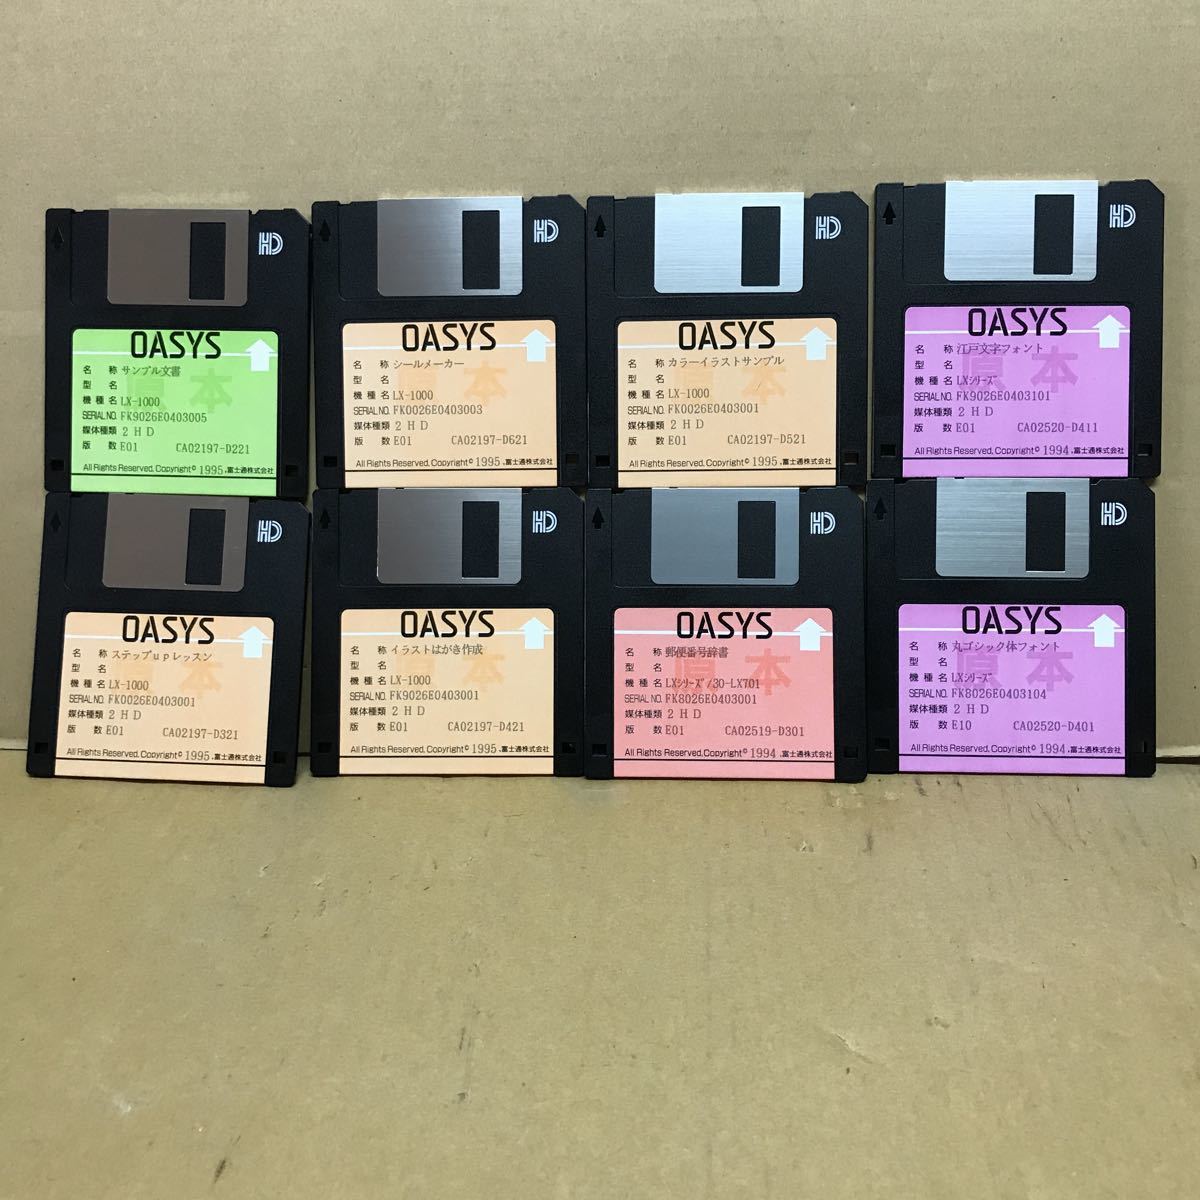 HD
OASYS
原本
名称 サンプル文書
型名
機種名 LX-1000
SERIAL NO. FK9026E0403005
媒体種類 2HD
版数 E01 CA02197-D221
All Rights Reserved, Copyright© 1995, 富士通株式会社
HD
OASYS
原本
名称 シールメーカー
型名
機種名 LX-1000
SERIAL NO. FK0026E0403003
媒体種類 2HD
版数 E01 CA02197-D621
All Rights Reserved, Copyright© 1995, 富士通株式会社
HD
OASYS
原本
名称 カラーイラストサンプル
型名
機種名 LX-1000
SERIAL NO. FK0026E0403001
媒体種類 2HD
版数 E01 CA02197-D521
All Rights Reserved, Copyright© 1995, 富士通株式会社
HD
OASYS
原本
名称 江戸文字フォント
型名
機種名 LXシリーズ
SERIAL NO. FK9026E0403101
媒体種類 2HD
版数 E01 CA02520-D411
All Rights Reserved, Copyright© 1994, 富士通株式会社
HD
OASYS
原本
名称 ステップupレッスン
型名
機種名 LX-1000
SERIAL NO. FK0026E0403001
媒体種類 2HD
版数 E01 CA02197-D321
All Rights Reserved, Copyright© 1995, 富士通株式会社
HD
OASYS
原本
名称 イラストはがき作成
型名
機種名 LX-1000
SERIAL NO. FK9026E0403001
媒体種類 2HD
版数 E01 CA02197-D421
All Rights Reserved, Copyright© 1995, 富士通株式会社
HD
OASYS
原本
名称 郵便番号辞書
型名
機種名 LXシリーズ/30-LX701
SERIAL NO. FK8026E0403001
媒体種類 2HD
版数 E01 CA02519-D301
All Rights Reserved, Copyright© 1994, 富士通株式会社
HD
OASYS
原本
名称 丸ゴシック体フォント
型名
機種名 LXシリーズ
SERIAL NO. FK8026E0403104
媒体種類 2HD
版数 E10 CA02520-D401
All Rights Reserved, Copyright© 1994, 富士通株式会社